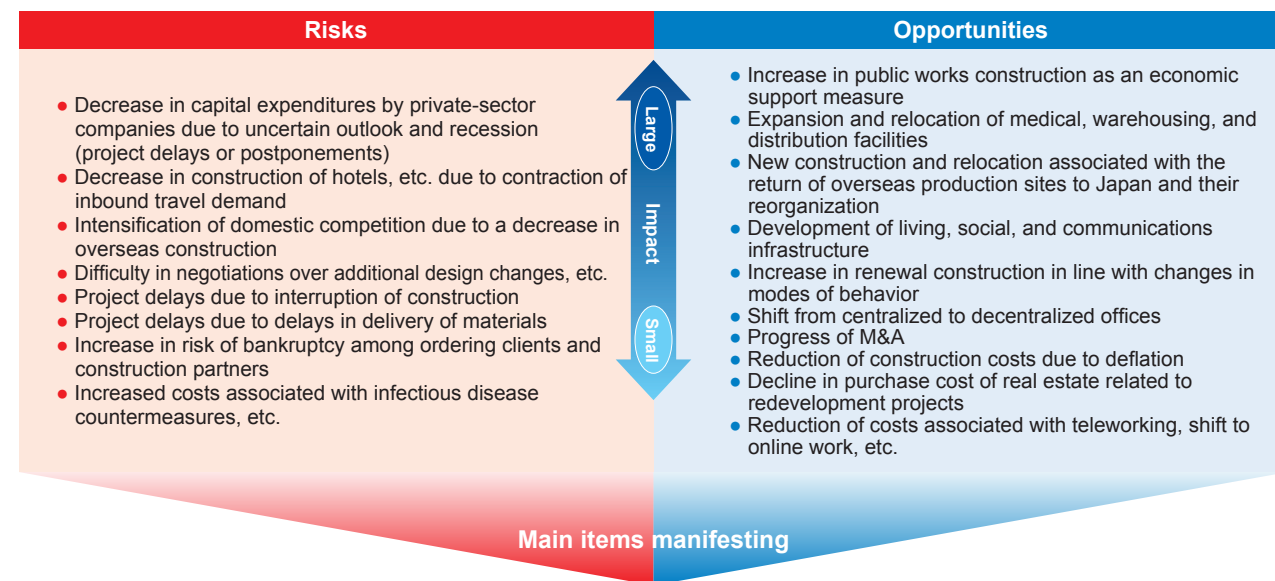 Risks
Opportunities
● Decrease in capital expenditures by private-sector
companies due to uncertain outlook and recession
(project delays or postponements)
● Decrease in construction of hotels, etc. due to contraction of
inbound travel demand
● Intensification of domestic competition due to a decrease in
overseas construction
● Difficulty in negotiations over additional design changes, etc.
● Project delays due to interruption of construction
● Project delays due to delays in delivery of materials
● Increase in risk of bankruptcy among ordering clients and
construction partners
● Increased costs associated with infectious disease
countermeasures, etc.
Large
Impact
Small
● Increase in public works construction as an economic
support measure
● Expansion and relocation of medical, warehousing, and
distribution facilities
● New construction and relocation associated with the
return of overseas production sites to Japan and their
reorganization
● Development of living, social, and communications
infrastructure
● Increase in renewal construction in line with changes in
modes of behavior
● Shift from centralized to decentralized offices
● Progress of M&A
● Reduction of construction costs due to deflation
● Decline in purchase cost of real estate related to
redevelopment projects
● Reduction of costs associated with teleworking, shift to
online work, etc.
Main items manifesting